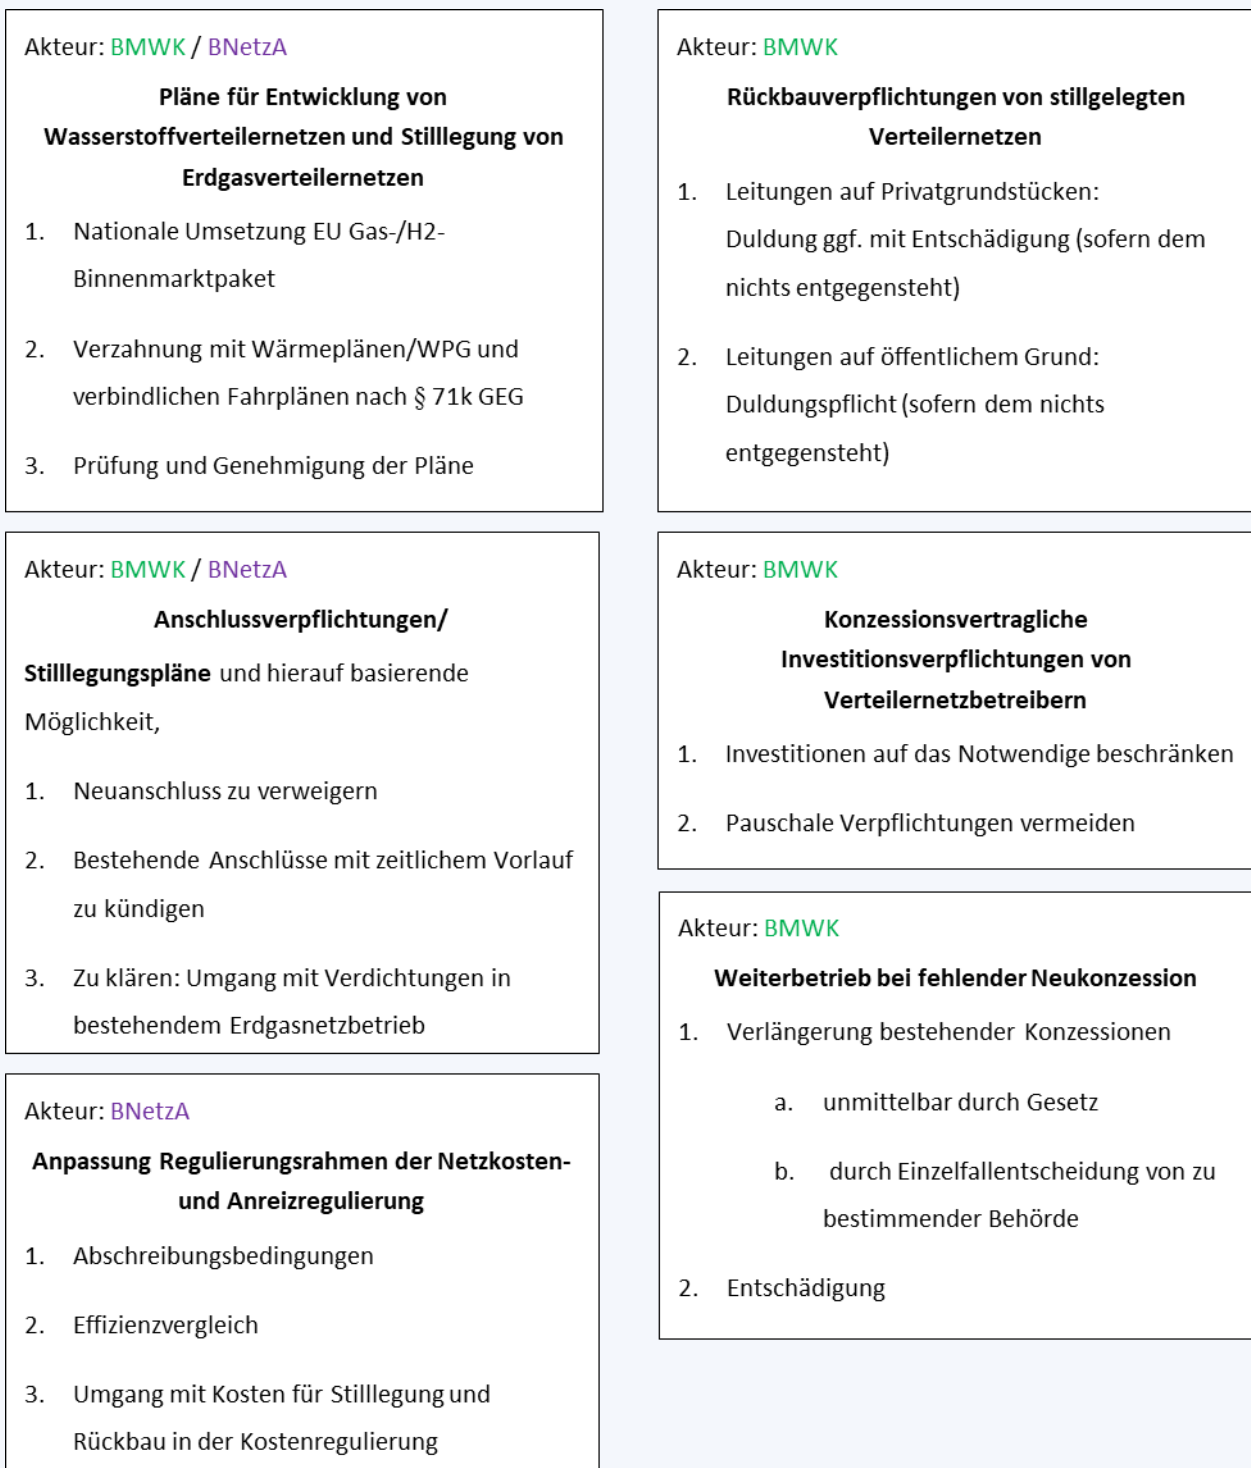 Akteur: BMWK / BNetzA
Pläne für Entwicklung von
Wasserstoffverteilernetzen und Stilllegung von
Erdgasverteilernetzen
1. Nationale Umsetzung EU Gas-/H2-
Binnenmarktpaket
2. Verzahnung mit Wärmeplänen/WPG und
verbindlichen Fahrplänen nach § 71k GEG
3. Prüfung und Genehmigung der Pläne
Akteur: BMWK / BNetzA
Anschlussverpflichtungen/
Stilllegungspläne und hierauf basierende
Möglichkeit,
1. Neuanschluss zu verweigern
2. Bestehende Anschlüsse mit zeitlichem Vorlauf
zu kündigen
3. Zu klären: Umgang mit Verdichtungen in
bestehendem Erdgasnetzbetrieb
Akteur: BNetzA
Anpassung Regulierungsrahmen der Netzkosten-
und Anreizregulierung
1. Abschreibungsbedingungen
2. Effizienzvergleich
3. Umgang mit Kosten für Stilllegung und
Rückbau in der Kostenregulierung
Akteur: BMWK
Rückbauverpflichtungen von stillgelegten
Verteilernetzen
1. Leitungen auf Privatgrundstücken:
Duldung ggf. mit Entschädigung (sofern dem
nichts entgegensteht)
2. Leitungen auf öffentlichem Grund:
Duldungspflicht (sofern dem nichts
entgegensteht)
Akteur: BMWK
Konzessionsvertragliche
Investitionsverpflichtungen von
Verteilernetzbetreibern
1. Investitionen auf das Notwendige beschränken
2. Pauschale Verpflichtungen vermeiden
Akteur: BMWK
Weiterbetrieb bei fehlender Neukonzession
1. Verlängerung bestehender Konzessionen
a. unmittelbar durch Gesetz
b. durch Einzelfallentscheidung von zu
bestimmender Behörde
2. Entschädigung